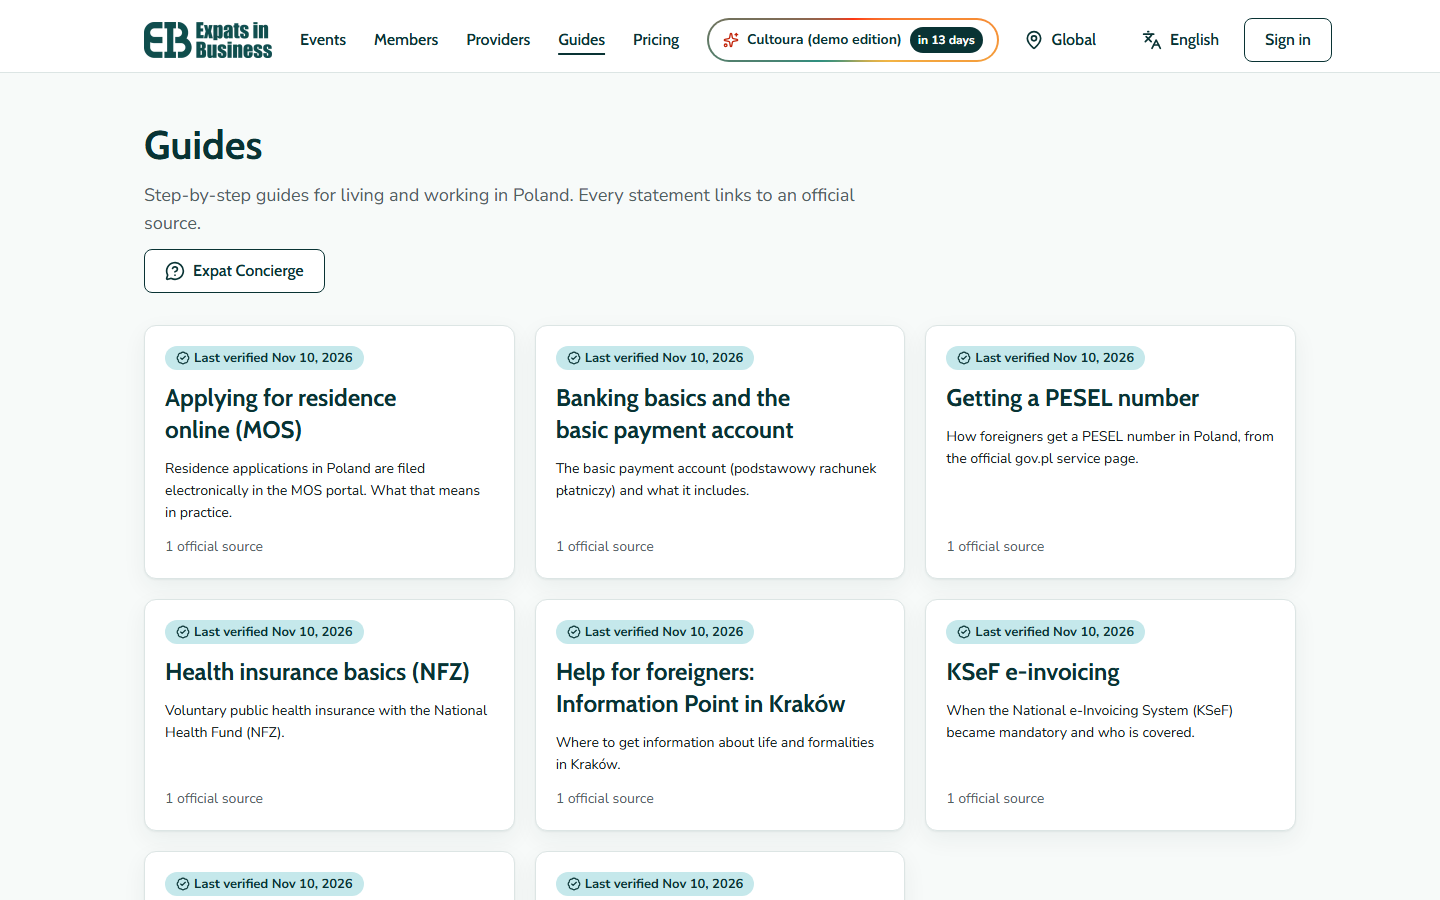 EB Expats in
Business
Events
Members
Providers
Guides
Pricing
Cultoura (demo edition) in 13 days
Global
English
Sign in
Guides
Step-by-step guides for living and working in Poland. Every statement links to an official
source.
Expat Concierge
Last verified Nov 10, 2026
Applying for residence
online (MOS)
Residence applications in Poland are filed
electronically in the MOS portal. What that means
in practice.
1 official source
Last verified Nov 10, 2026
Banking basics and the
basic payment account
The basic payment account (podstawowy rachunek
płatniczy) and what it includes.
1 official source
Last verified Nov 10, 2026
Getting a PESEL number
How foreigners get a PESEL number in Poland, from
the official gov.pl service page.
1 official source
Last verified Nov 10, 2026
Health insurance basics (NFZ)
Voluntary public health insurance with the National
Health Fund (NFZ).
1 official source
Last verified Nov 10, 2026
Help for foreigners:
Information Point in Kraków
Where to get information about life and formalities
in Kraków.
1 official source
Last verified Nov 10, 2026
KSeF e-invoicing
When the National e-Invoicing System (KSeF)
became mandatory and who is covered.
1 official source
Last verified Nov 10, 2026
Last verified Nov 10, 2026